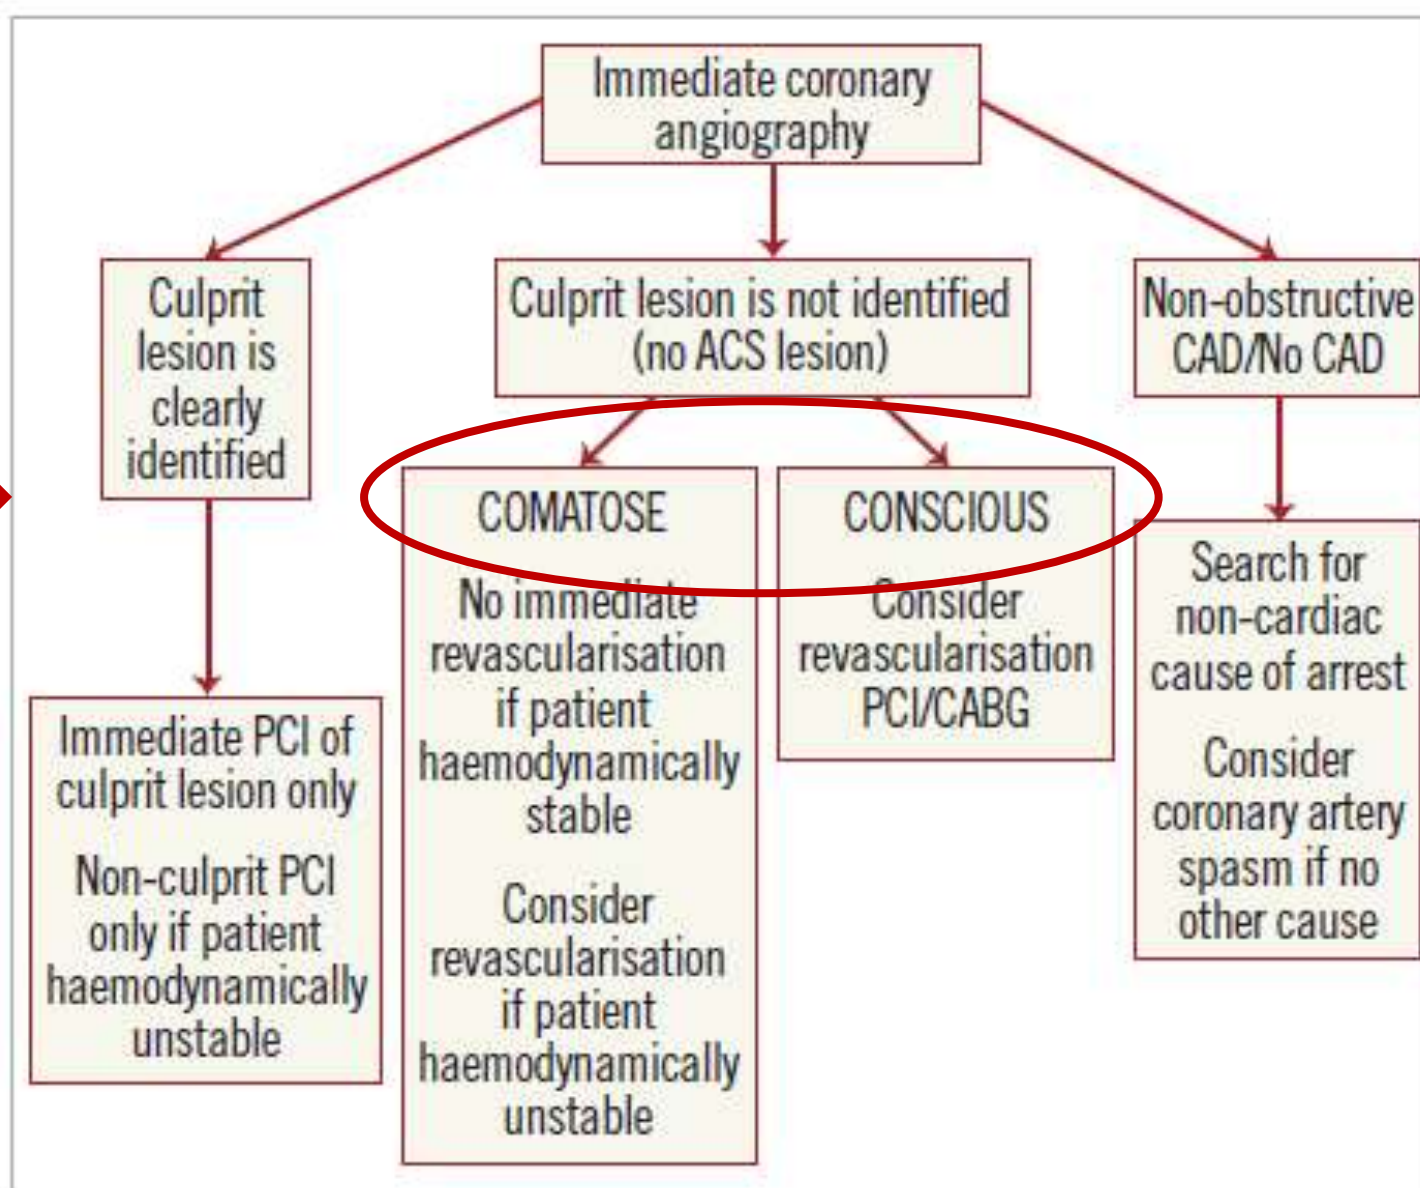 Immediate coronary
angiography
Culprit
lesion is
clearly
identified
Culprit lesion is not identified
(no ACS lesion)
Non-obstructive
CAD/No CAD
Immediate PCI of
culprit lesion only
Non-culprit PCI
only if patient
haemodynamically
unstable
COMATOSE
No immediate
revascularisation
if patient
haemodynamically
stable
Consider
revascularisation
if patient
haemodynamically
unstable
CONSCIOUS
Consider
revascularisation
PCI/CABG
Search for
non-cardiac
cause of arrest
Consider
coronary artery
spasm if no
other cause